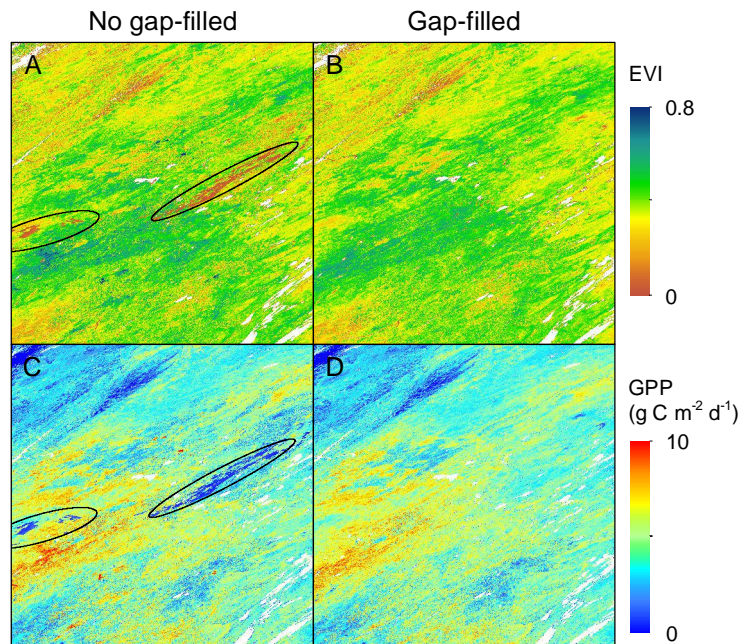 No gap-filled
Gap-filled
A
B
EVI
0.8
0
C
D
GPP
(g C m⁻² d⁻¹)
10
0